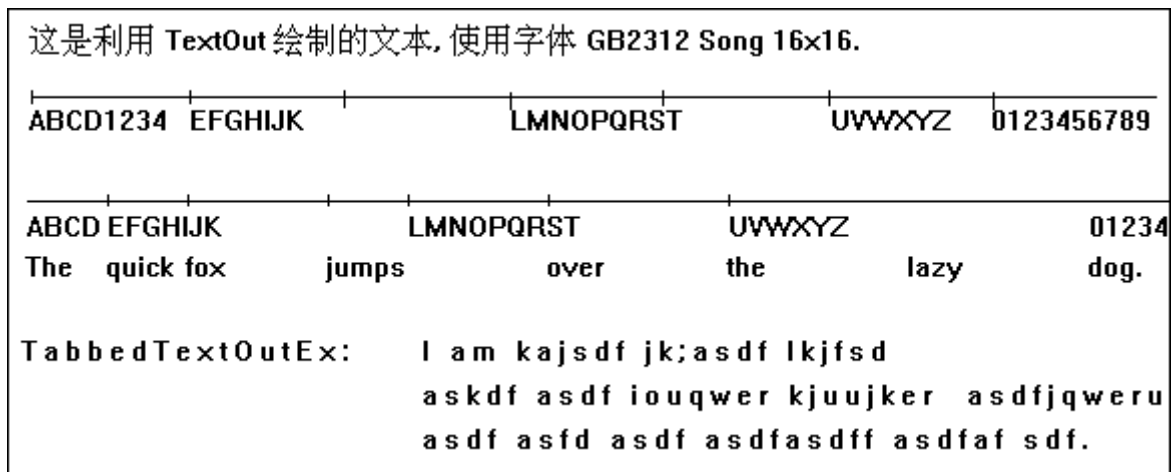 这是利用 TextOut 绘制的文本, 使用字体 GB2312 Song 16x16.
ABCD1234 EFGHIJK LMNOPQRST UVWXYZ 0123456789
ABCD EFGHIJK LMNOPQRST UVWXYZ 01234
The quick fox jumps over the lazy dog.
TabbedTextOutEx: I am kajsdf jk;asdf lkjfsd
askdf asdf iouqwer kjuujker asdfjqweru
asdf asfd asdf asdfasdff asdfaf sdf.